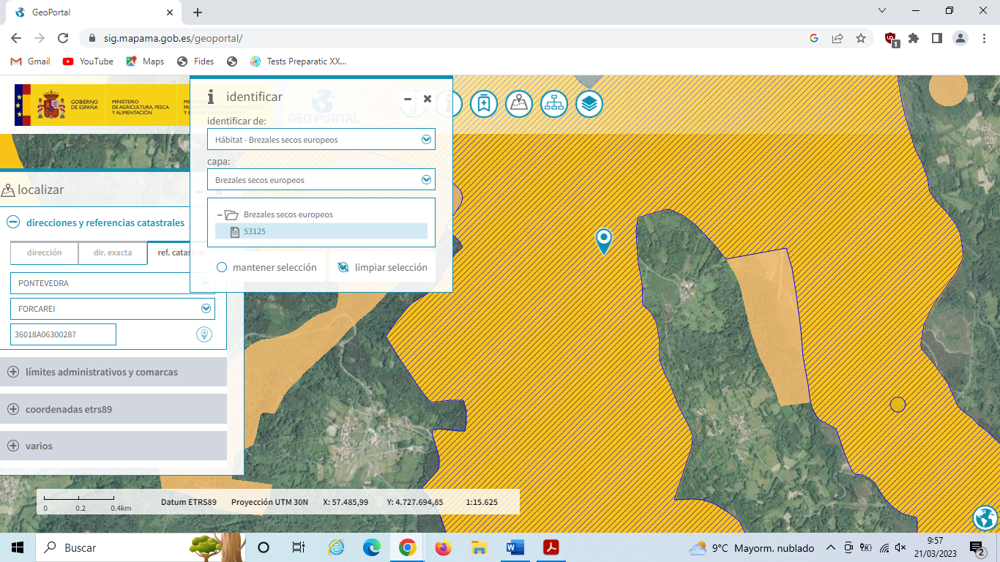 GeoPortal
sig.mapama.gob.es/geoportal/
1
Gmail
YouTube
Maps
Fides
Tests Preparatic XX...
GOBIERNO
DE ESPAÑA
MINISTERIO
DE AGRICULTURA, PESCA
Y ALIMENTACIÓN
GEO PORTAL
identificar
identificar de:
Hábitat - Brezales secos europeos
capa:
Brezales secos europeos
Brezales secos europeos
53125
mantener selección
limpiar selección
localizar
direcciones y referencias catastrales
dirección
dir. exacta
ref. catastral
PONTEVEDRA
FORCAREI
36018A06300287
límites administrativos y comarcas
coordenadas etrs89
varios
0 0.2 0.4km
Datum ETRS89 Proyección UTM 30N X: 57.485,99 Y: 4.727.694,85 1:15.625
Buscar
9°C Mayorm. nublado
9:57
21/03/2023
2